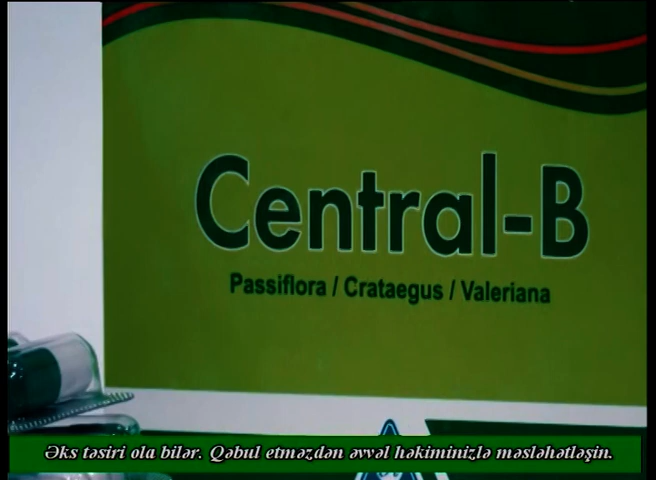 Central-B
Passiflora / Crataegus / Valeriana
Əks təsiri ola bilər. Qəbul etməzdən əvvəl həkiminizlə məsləhətləşin.